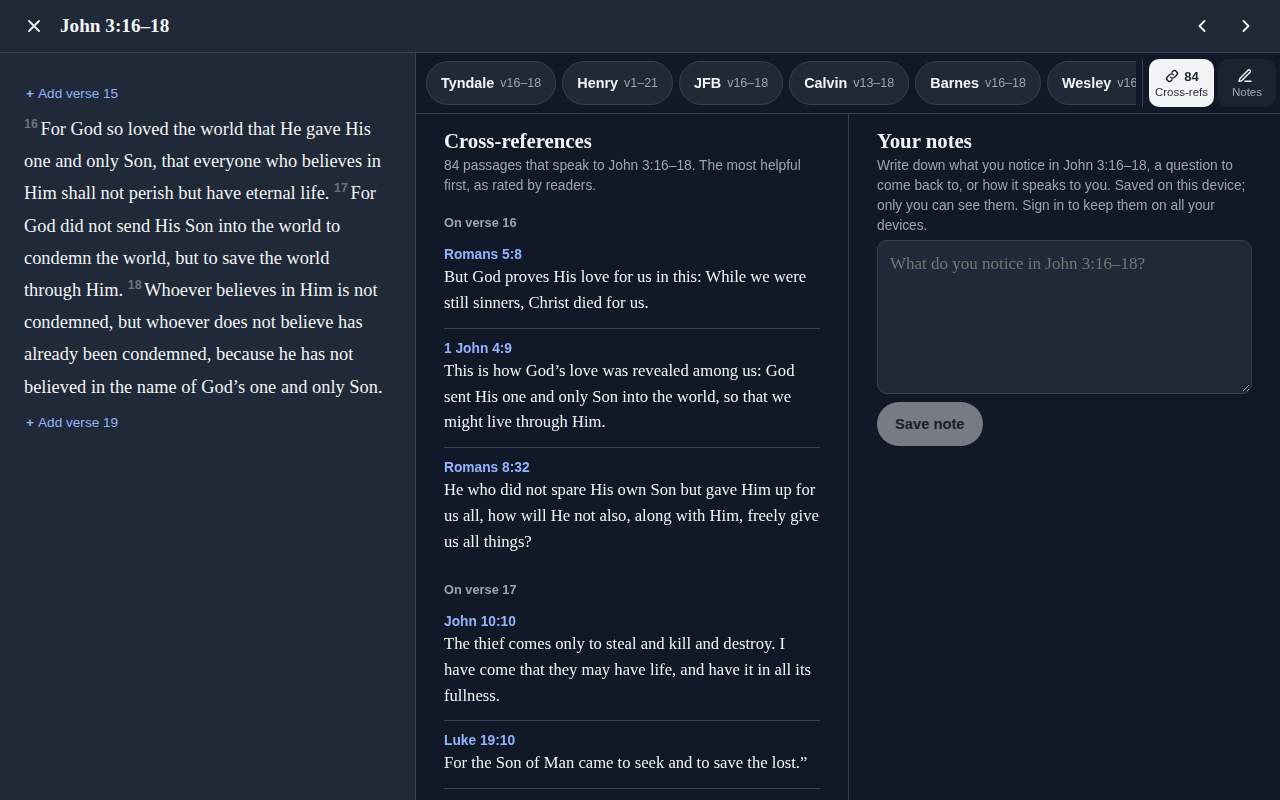 John 3:16–18
+ Add verse 15
16 For God so loved the world that He gave His
one and only Son, that everyone who believes in
Him shall not perish but have eternal life. 17 For
God did not send His Son into the world to
condemn the world, but to save the world
through Him. 18 Whoever believes in Him is not
condemned, but whoever does not believe has
already been condemned, because he has not
believed in the name of God’s one and only Son.
+ Add verse 19
Tyndale v16–18
Henry v1–21
JFB v16–18
Calvin v13–18
Barnes v16–18
Wesley v16
84
Cross-refs
Notes
Cross-references
84 passages that speak to John 3:16–18. The most helpful
first, as rated by readers.
On verse 16
Romans 5:8
But God proves His love for us in this: While we were
still sinners, Christ died for us.
1 John 4:9
This is how God’s love was revealed among us: God
sent His one and only Son into the world, so that we
might live through Him.
Romans 8:32
He who did not spare His own Son but gave Him up for
us all, how will He not also, along with Him, freely give
us all things?
On verse 17
John 10:10
The thief comes only to steal and kill and destroy. I
have come that they may have life, and have it in all its
fullness.
Luke 19:10
For the Son of Man came to seek and to save the lost.”
Your notes
Write down what you notice in John 3:16–18, a question to
come back to, or how it speaks to you. Saved on this device;
only you can see them. Sign in to keep them on all your
devices.
What do you notice in John 3:16–18?
Save note